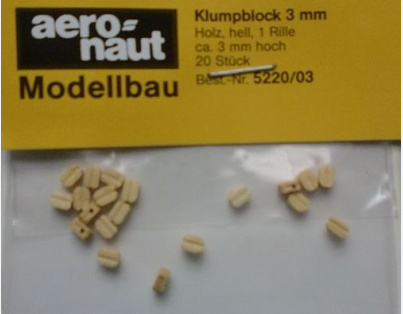 aero=
naut
Modellbau
Klumpblock 3 mm
Holz, hell, 1 Rille
ca. 3 mm hoch
20 Stück
Best.-Nr. 5220/03